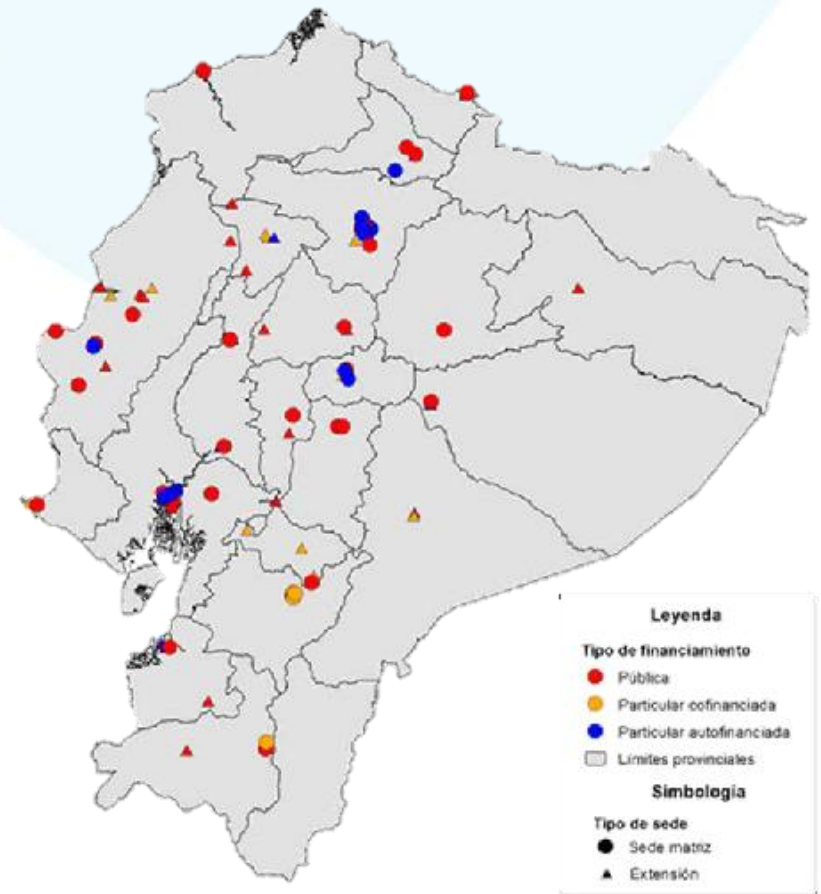 Leyenda
Tipo de financiamiento
Pública
Particular cofinanciada
Particular autofinanciada
Límites provinciales
Simbología
Tipo de sede
Sede matriz
Extensión